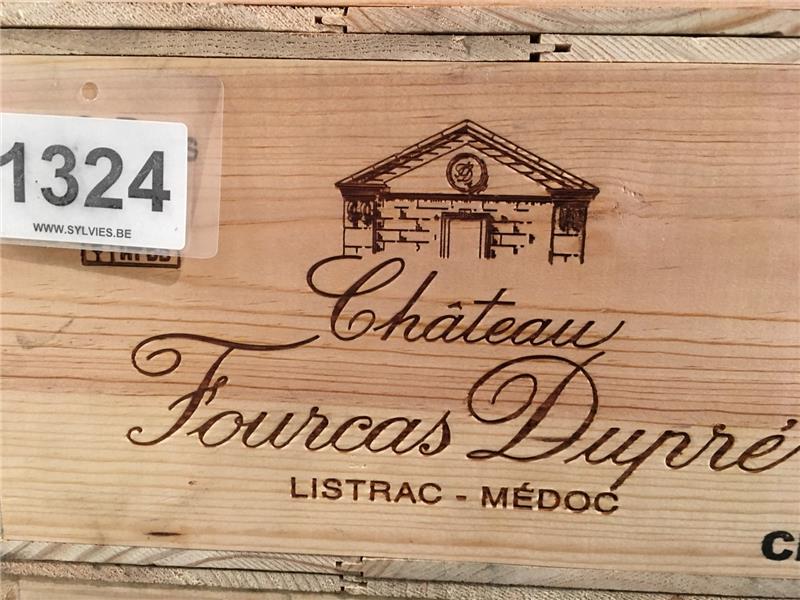 1324
WWW.SYLVIES.BE
Château
Fourcas Dupré
LISTRAC - MÉDOC